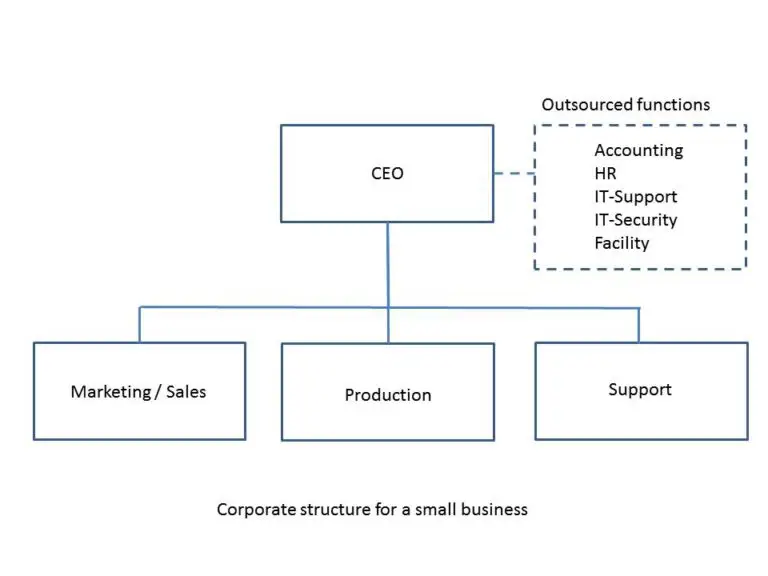 Outsourced functions
CEO
Accounting
HR
IT-Support
IT-Security
Facility
Marketing / Sales
Production
Support
Corporate structure for a small business